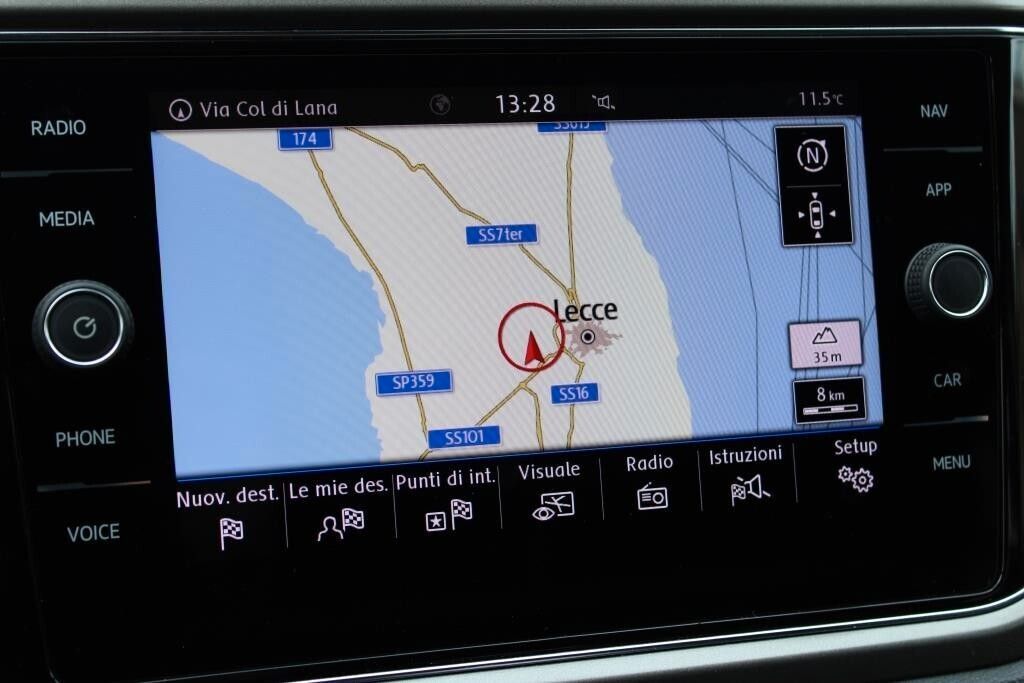 Via Col di Lana
13:28
11.5°C
RADIO
MEDIA
PHONE
VOICE
174
SS7ter
N
Lecce
35m
SP359
SS16
8 km
SS101
Nuov. dest.
Le mie des.
Punti di int.
Visuale
Radio
Istruzioni
Setup
NAV
APP
CAR
MENU